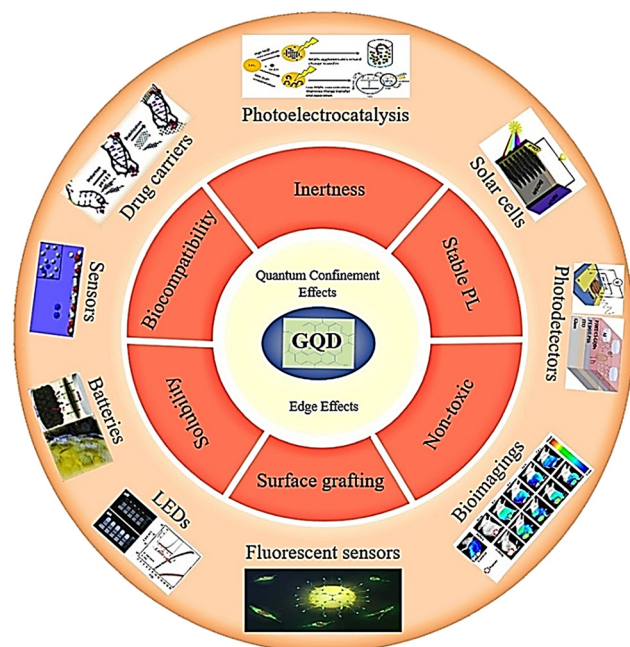 Photoelectrocatalysis
Solar cells
Photodetectors
Bioimagings
Fluorescent sensors
LEDs
Batteries
Sensors
Drug carriers
Inertness
Stable PL
Non-toxic
Surface grafting
Solubility
Biocompatibility
Quantum Confinement
Effects
GQD
Edge Effects